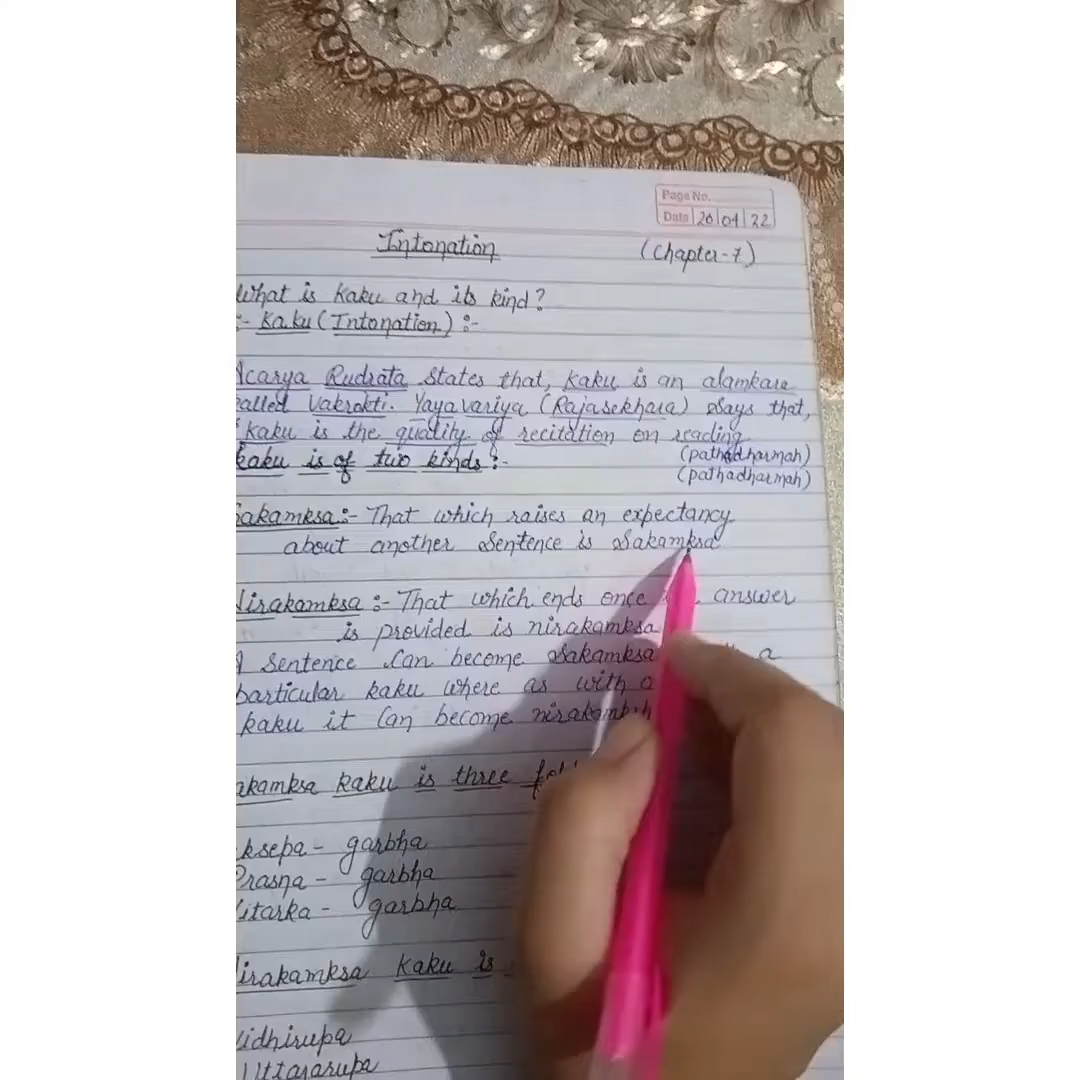 Page No.
Date 20 04 22
Intonation (Chapter-7)
What is Kaku and its kind?
:- Kaku (Intonation) :-
Acarya Rudrata states that, Kaku is an alamkara
called Vakrokti. Yayavariya (Rajasekhara) says that,
Kaku is the quality of recitation on reading
(pathadharmah)
Kaku is of two kinds :-
(pathadharmah)
Sakamksa :- That which raises an expectancy
about another sentence is Sakamksa
Nirakamksa :- That which ends once answer
is provided is nirakamksa
A sentence can become Sakamksa a
particular kaku where as with a
kaku it can become
akamksa kaku is three
ksepa - garbha
Prasna - garbha
Vitarka - garbha
Nirakamksa Kaku is
Vidhirupa
Uttararupa